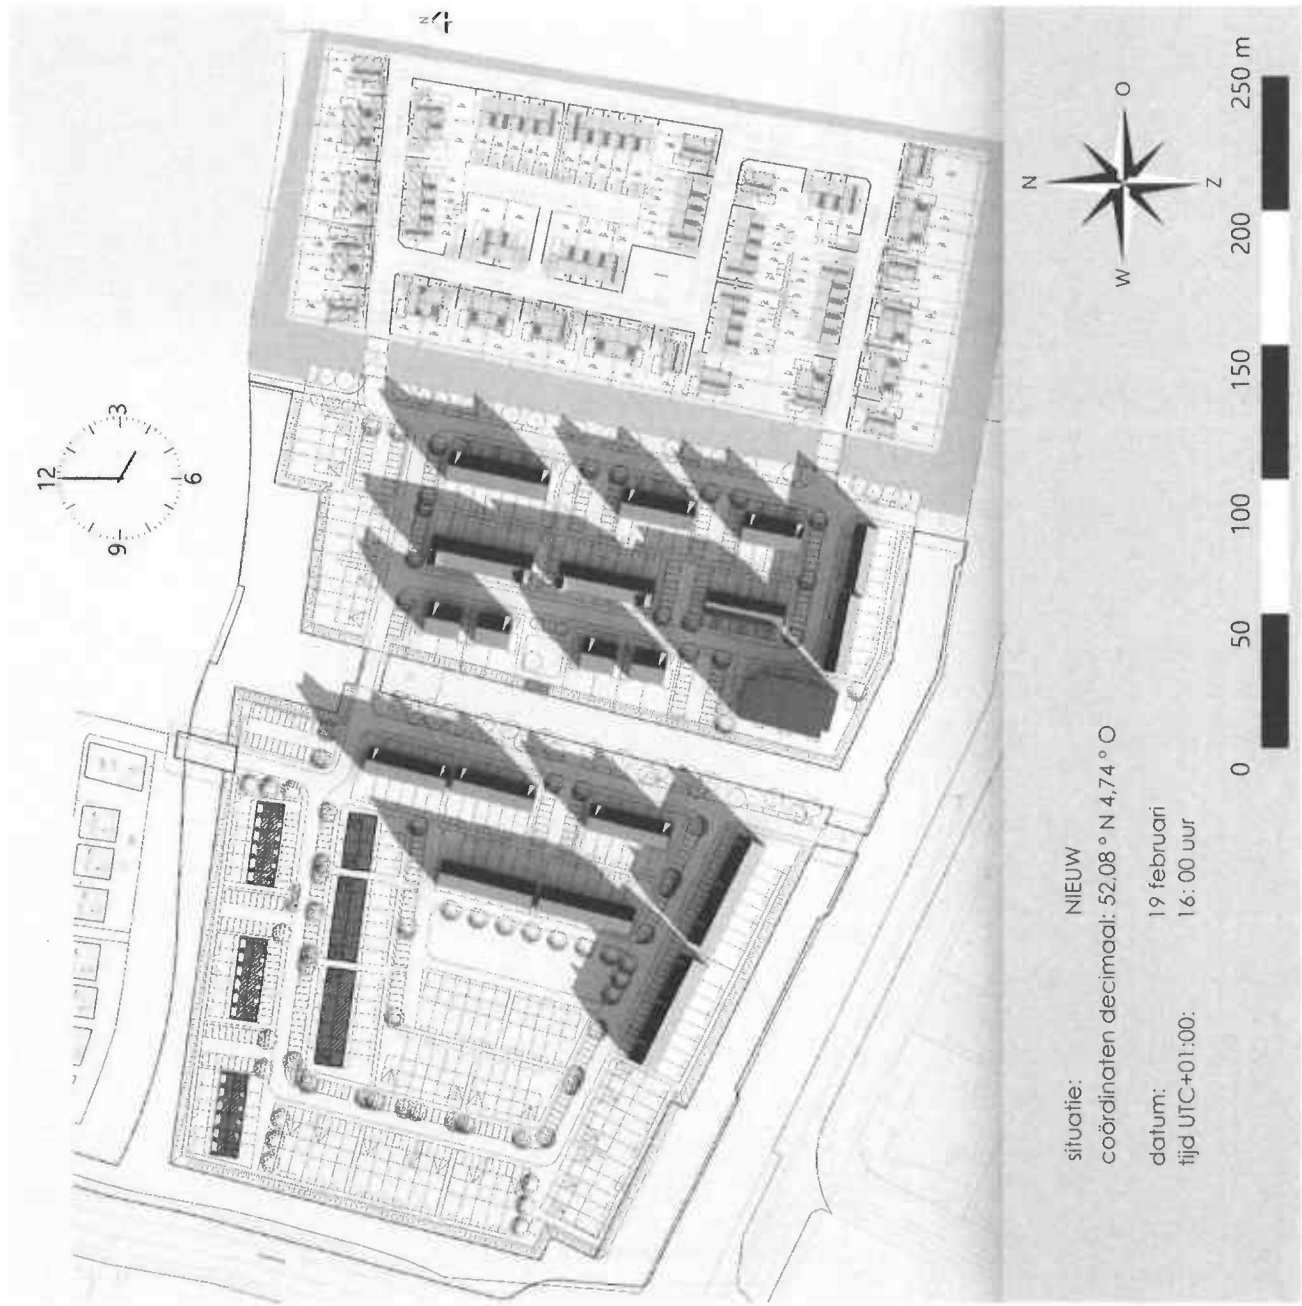 N
12
3
6
9
N
O
Z
W
situatie: NIEUW
coördinaten decimaal: 52,08 ° N 4,74 ° O
datum: 19 februari
tijd UTC+01:00: 16: 00 uur
0 50 100 150 200 250 m